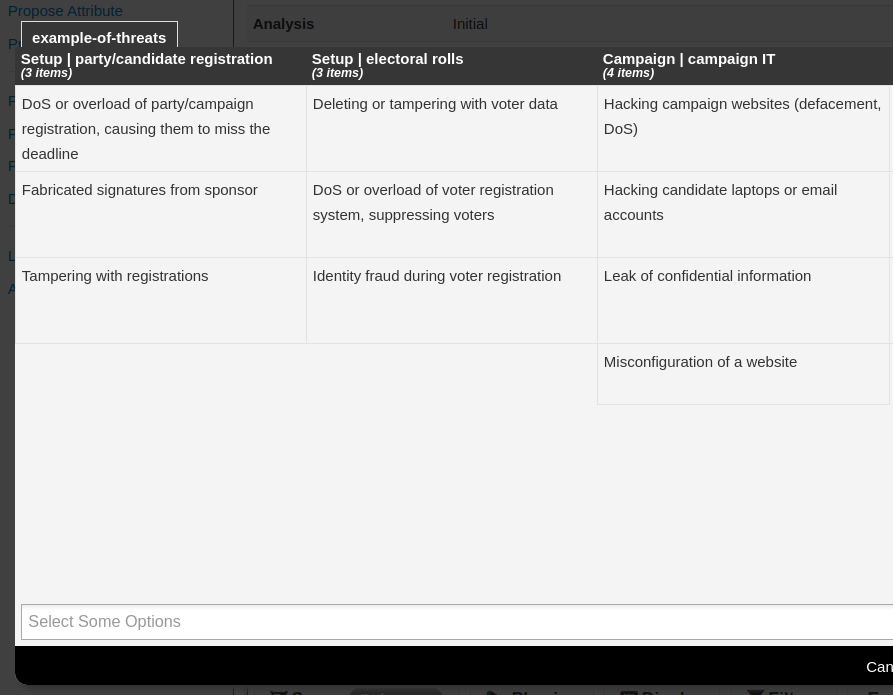 Propose Attribute
Analysis Initial
example-of-threats
Setup | party/candidate registration
(3 items)
Setup | electoral rolls
(3 items)
Campaign | campaign IT
(4 items)
DoS or overload of party/campaign
registration, causing them to miss the
deadline
Deleting or tampering with voter data
Hacking campaign websites (defacement,
DoS)
Fabricated signatures from sponsor
DoS or overload of voter registration
system, suppressing voters
Hacking candidate laptops or email
accounts
Tampering with registrations
Identity fraud during voter registration
Leak of confidential information
Misconfiguration of a website
Select Some Options